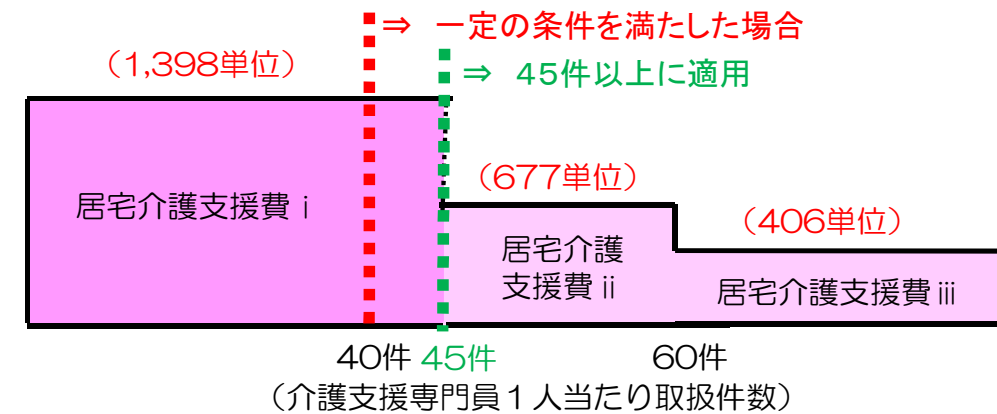 ⇒ 一定の条件を満たした場合
（1,398単位）
⇒ 45件以上に適用
（677単位）
居宅介護支援費ⅰ
（406単位）
居宅介護
支援費ⅱ
居宅介護支援費ⅲ
40件 45件 60件
（介護支援専門員１人当たり取扱件数）